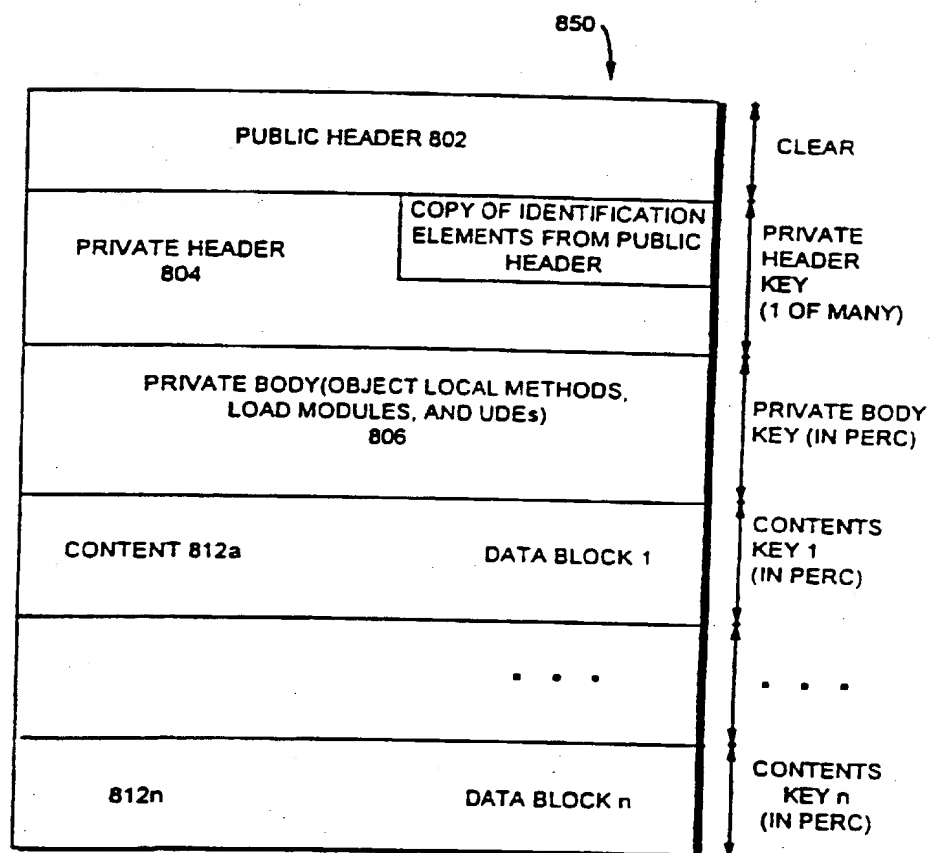 850
PUBLIC HEADER 802
CLEAR
COPY OF IDENTIFICATION
ELEMENTS FROM PUBLIC
HEADER
PRIVATE HEADER
804
PRIVATE
HEADER
KEY
(1 OF MANY)
PRIVATE BODY(OBJECT LOCAL METHODS,
LOAD MODULES, AND UDEs)
806
PRIVATE BODY
KEY (IN PERC)
CONTENT 812a
DATA BLOCK 1
CONTENTS
KEY 1
(IN PERC)
. . .
. . .
812n
DATA BLOCK n
CONTENTS
KEY n
(IN PERC)